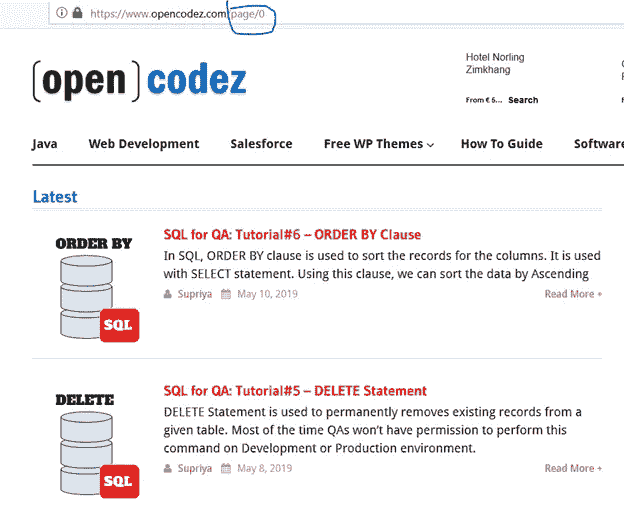 https://www.opencodez.com/page/0
[open] codez
Hotel Norling
Zimkhang
From € 5... Search
Java Web Development Salesforce Free WP Themes How To Guide Software
Latest
ORDER BY
SQL
SQL for QA: Tutorial#6 – ORDER BY Clause
In SQL, ORDER BY clause is used to sort the records for the columns. It is used
with SELECT statement. Using this clause, we can sort the data by Ascending
Supriya May 10, 2019 Read More +
DELETE
SQL
SQL for QA: Tutorial#5 – DELETE Statement
DELETE Statement is used to permanently removes existing records from a
given table. Most of the time QAs won’t have permission to perform this
command on Development or Production environment.
Supriya May 8, 2019 Read More +